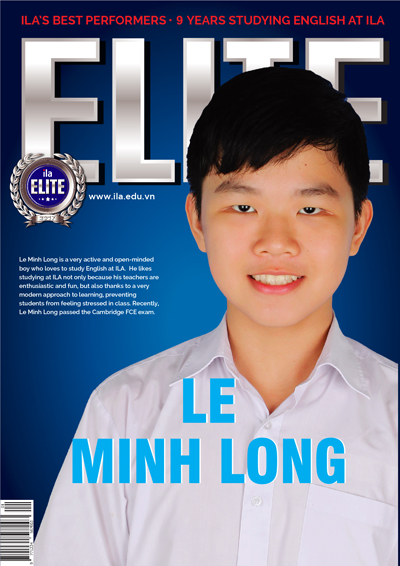 ILA'S BEST PERFORMERS • 9 YEARS STUDYING ENGLISH AT ILA
ELITE
ila
ELITE
2017
www.ila.edu.vn
Le Minh Long is a very active and open-minded
boy who loves to study English at ILA. He likes
studying at ILA not only because his teachers are
enthusiastic and fun, but also thanks to a very
modern approach to learning, preventing
students from feeling stressed in class. Recently,
Le Minh Long passed the Cambridge FCE exam.
LE
MINH LONG